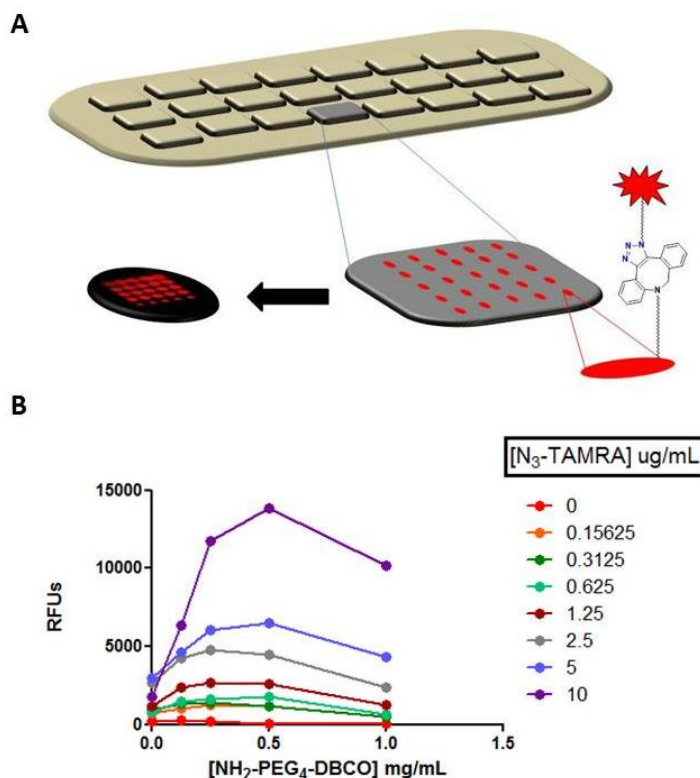 A
N
N
N
N
B
[N₃-TAMRA] ug/mL
15000
10000
5000
0
RFUs
0.0
0.5
1.0
1.5
[NH₂-PEG₄-DBCO] mg/mL
0
0.15625
0.3125
0.625
1.25
2.5
5
10